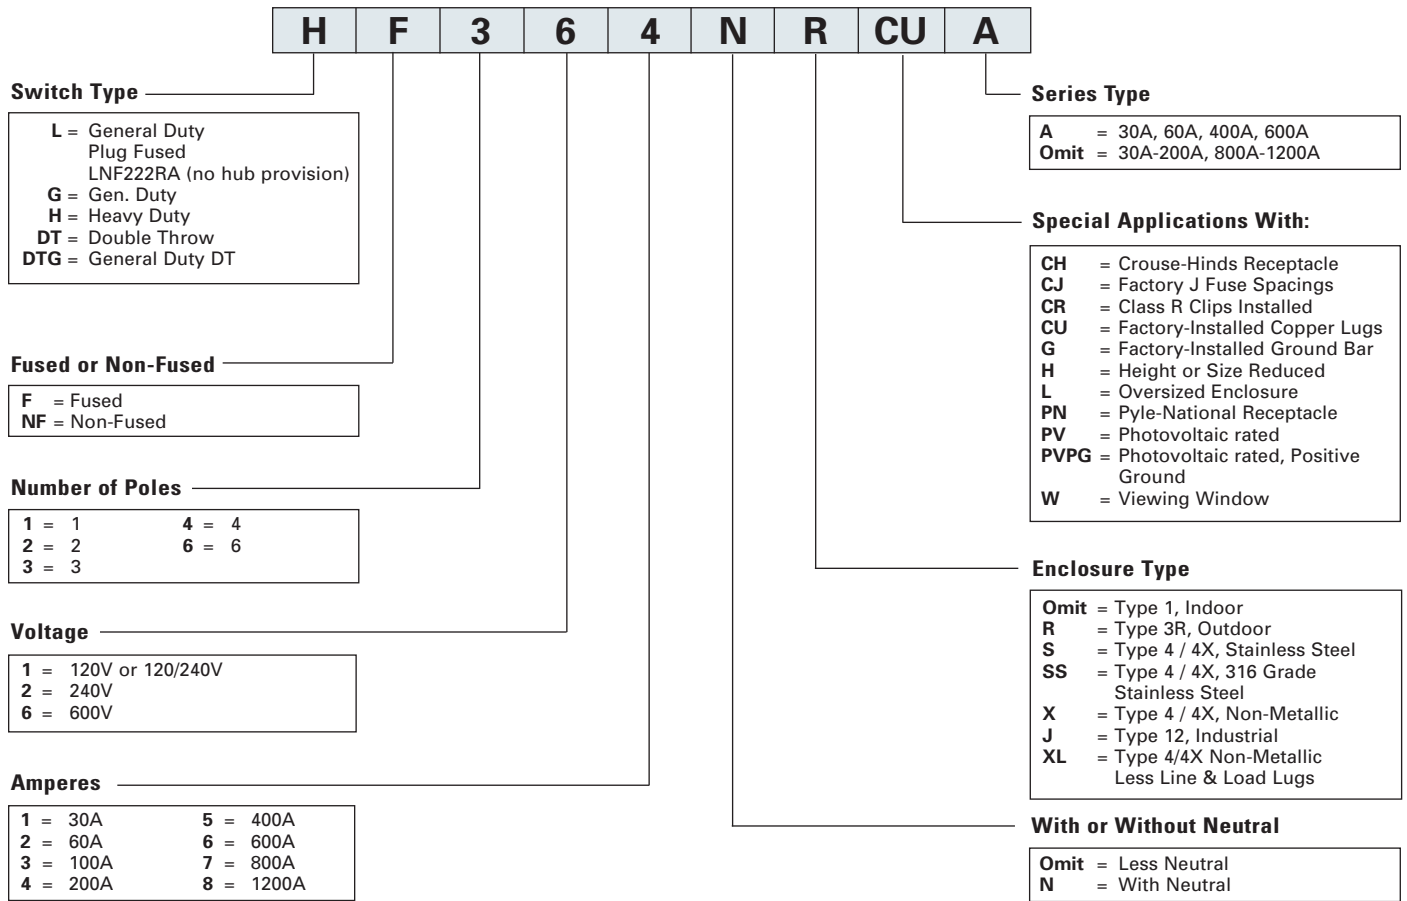 H F 3 6 4 N R CU A
Switch Type
L = General Duty
Plug Fused
LNF222RA (no hub provision)
G = Gen. Duty
H = Heavy Duty
DT = Double Throw
DTG = General Duty DT
Fused or Non-Fused
F = Fused
NF = Non-Fused
Number of Poles
1 = 1 4 = 4
2 = 2 6 = 6
3 = 3
Voltage
1 = 120V or 120/240V
2 = 240V
6 = 600V
Amperes
1 = 30A 5 = 400A
2 = 60A 6 = 600A
3 = 100A 7 = 800A
4 = 200A 8 = 1200A
Series Type
A = 30A, 60A, 400A, 600A
Omit = 30A-200A, 800A-1200A
Special Applications With:
CH = Crouse-Hinds Receptacle
CJ = Factory J Fuse Spacings
CR = Class R Clips Installed
CU = Factory-Installed Copper Lugs
G = Factory-Installed Ground Bar
H = Height or Size Reduced
L = Oversized Enclosure
PN = Pyle-National Receptacle
PV = Photovoltaic rated
PVPG = Photovoltaic rated, Positive
Ground
W = Viewing Window
Enclosure Type
Omit = Type 1, Indoor
R = Type 3R, Outdoor
S = Type 4 / 4X, Stainless Steel
SS = Type 4 / 4X, 316 Grade
Stainless Steel
X = Type 4 / 4X, Non-Metallic
J = Type 12, Industrial
XL = Type 4/4X Non-Metallic
Less Line & Load Lugs
With or Without Neutral
Omit = Less Neutral
N = With Neutral